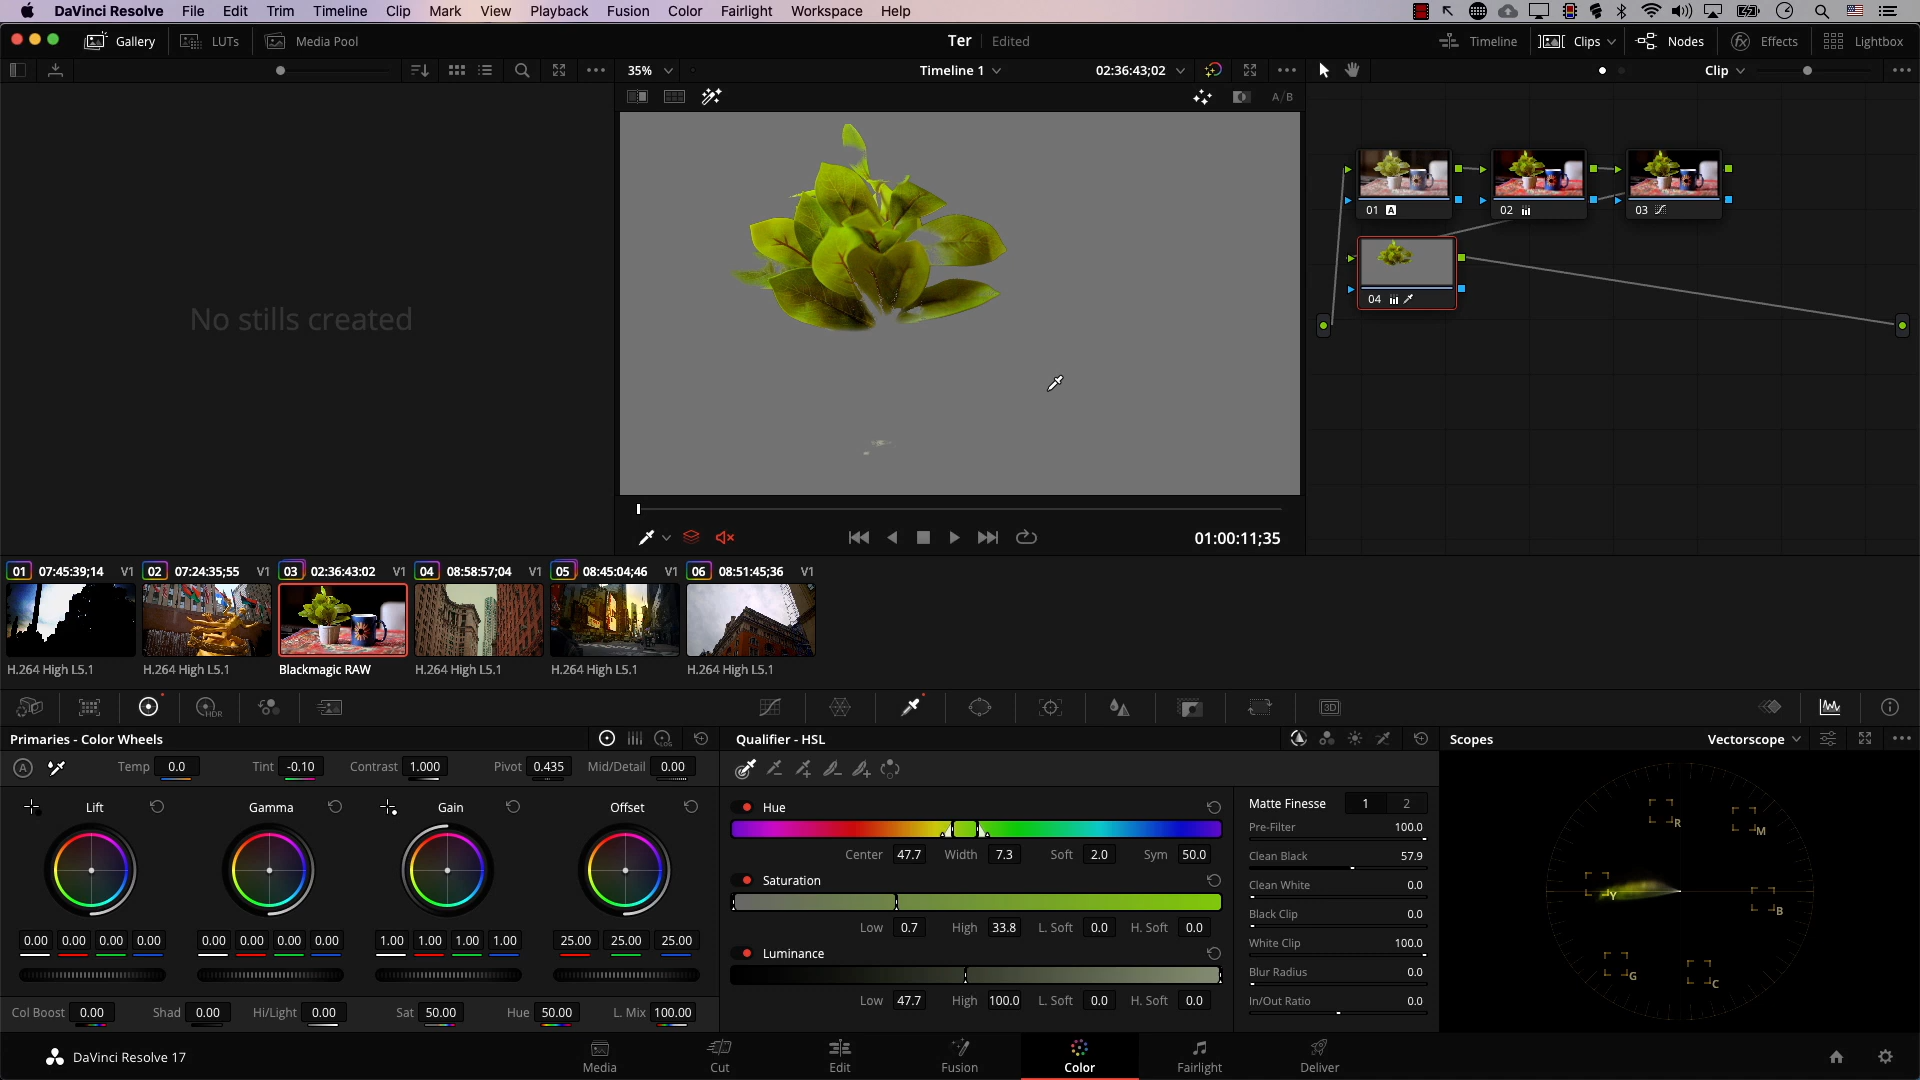 DaVinci Resolve File Edit Trim Timeline Clip Mark View Playback Fusion Color Fairlight Workspace Help
Gallery LUTs Media Pool Ter Edited Timeline Clips Nodes Effects Lightbox
35% Timeline 1 02:36:43;02 Clip
A/B
01 A 02 03
04
No stills created
01:00:11;35
01 07:45:39;14 V1 02 07:24:35;55 V1 03 02:36:43:02 V1 04 08:58:57;04 V1 05 08:45:04;46 V1 06 08:51:45;36 V1
H.264 High L5.1 H.264 High L5.1 Blackmagic RAW H.264 High L5.1 H.264 High L5.1 H.264 High L5.1
HDR 3D
Primaries - Color Wheels LOG Qualifier - HSL Scopes Vectorscope
A Temp 0.0 Tint -0.10 Contrast 1.000 Pivot 0.435 Mid/Detail 0.00
Lift Gamma Gain Offset
0.00 0.00 0.00 0.00 0.00 0.00 0.00 0.00 1.00 1.00 1.00 1.00 25.00 25.00 25.00
Col Boost 0.00 Shad 0.00 Hi/Light 0.00 Sat 50.00 Hue 50.00 L. Mix 100.00
Hue
Center 47.7 Width 7.3 Soft 2.0 Sym 50.0
Saturation
Low 0.7 High 33.8 L. Soft 0.0 H. Soft 0.0
Luminance
Low 47.7 High 100.0 L. Soft 0.0 H. Soft 0.0
Matte Finesse 1 2
Pre-Filter 100.0
Clean Black 57.9
Clean White 0.0
Black Clip 0.0
White Clip 100.0
Blur Radius 0.0
In/Out Ratio 0.0
R M
Y B
G C
DaVinci Resolve 17 Media Cut Edit Fusion Color Fairlight Deliver